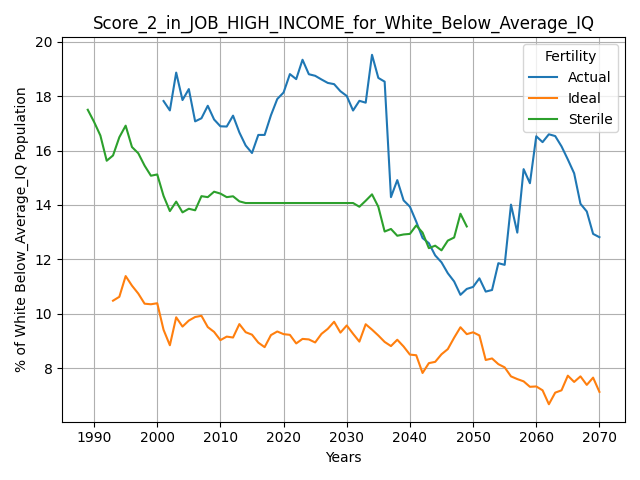 Score_2_in_JOB_HIGH_INCOME_for_White_Below_Average_IQ
% of White Below_Average_IQ Population
20
18
16
14
12
10
8
Fertility
Actual
Ideal
Sterile
1990 2000 2010 2020 2030 2040 2050 2060 2070
Years